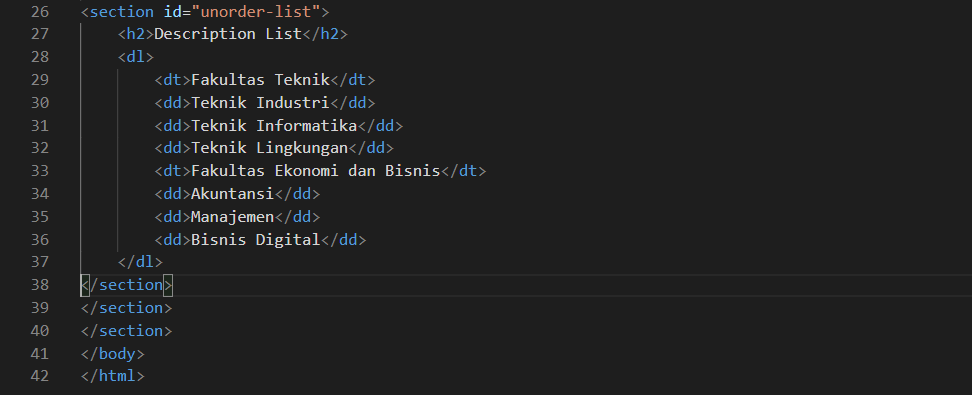 26 <section id="unorder-list">
27     <h2>Description List</h2>
28     <dl>
29         <dt>Fakultas Teknik</dt>
30         <dd>Teknik Industri</dd>
31         <dd>Teknik Informatika</dd>
32         <dd>Teknik Lingkungan</dd>
33         <dt>Fakultas Ekonomi dan Bisnis</dt>
34         <dd>Akuntansi</dd>
35         <dd>Manajemen</dd>
36         <dd>Bisnis Digital</dd>
37     </dl>
38 </section>
39 </section>
40 </section>
41 </body>
42 </html>